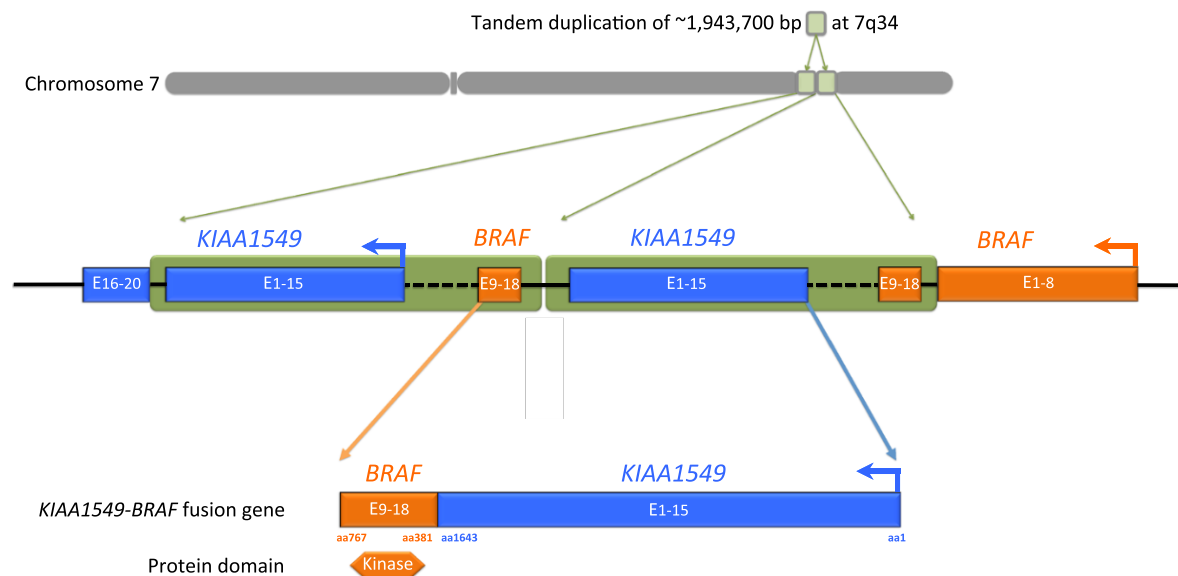 Tandem duplication of ~1,943,700 bp at 7q34
Chromosome 7
KIAA1549 BRAF KIAA1549 BRAF
E16-20 E1-15 E9-18 E1-15 E9-18 E1-8
BRAF KIAA1549
KIAA1549-BRAF fusion gene E9-18 E1-15
aa767 aa381 aa1643 aa1
Protein domain Kinase